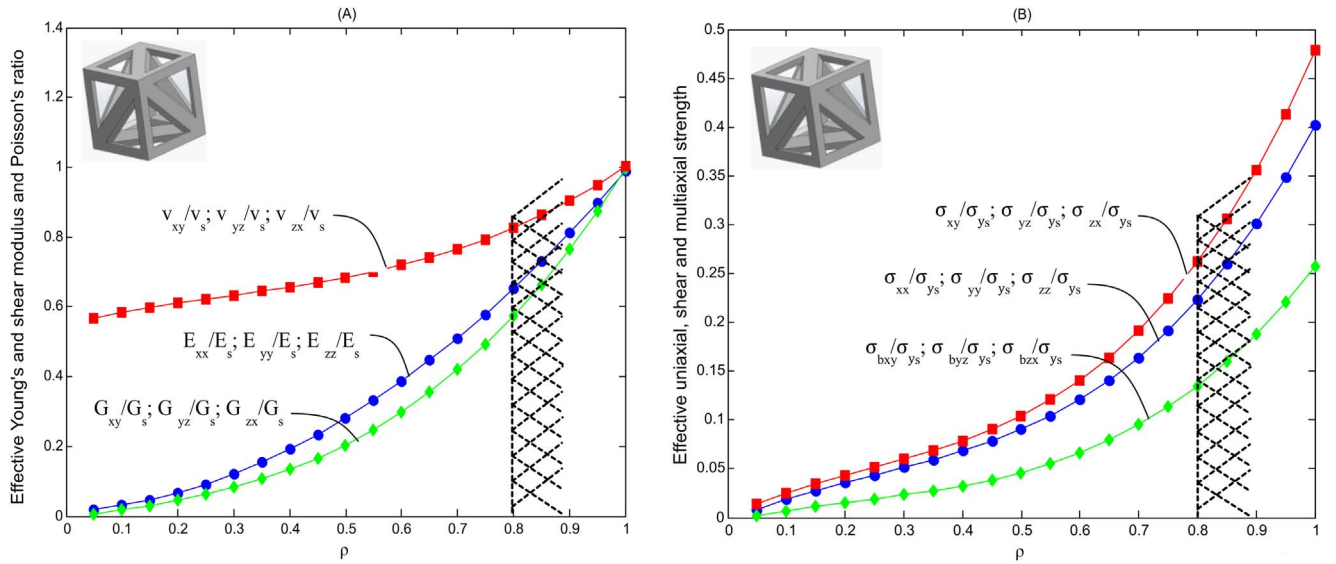 (A)
Effective Young's and shear modulus and Poisson's ratio
1.4
1.2
1
0.8
0.6
0.4
0.2
0
v_xy/v_s; v_yz/v_s; v_zx/v_s
E_xx/E_s; E_yy/E_s; E_zz/E_s
G_xy/G_s; G_yz/G_s; G_zx/G_s
0 0.1 0.2 0.3 0.4 0.5 0.6 0.7 0.8 0.9 1
ρ
(B)
Effective uniaxial, shear and multiaxial strength
0.5
0.45
0.4
0.35
0.3
0.25
0.2
0.15
0.1
0.05
0
σ_xy/σ_ys; σ_yz/σ_ys; σ_zx/σ_ys
σ_xx/σ_ys; σ_yy/σ_ys; σ_zz/σ_ys
σ_bxy/σ_ys; σ_byz/σ_ys; σ_bzx/σ_ys
0 0.1 0.2 0.3 0.4 0.5 0.6 0.7 0.8 0.9 1
ρ